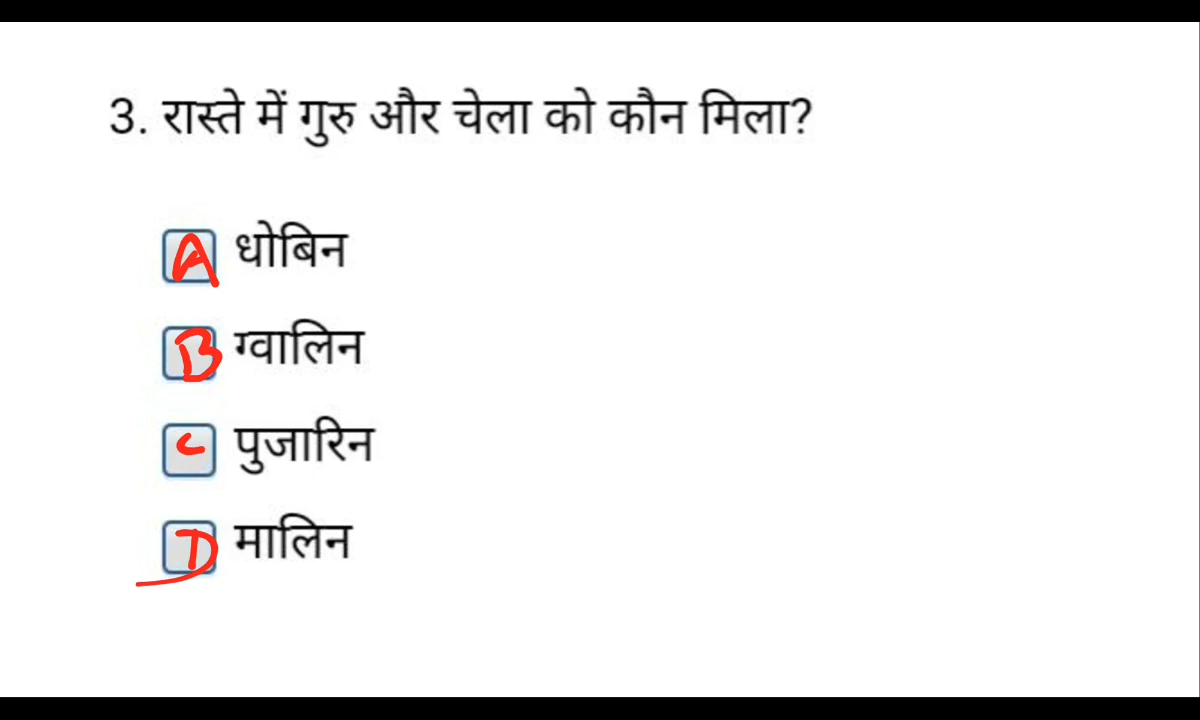 3. रास्ते में गुरु और चेला को कौन मिला?
A धोबिन
B ग्वालिन
C पुजारिन
D मालिन